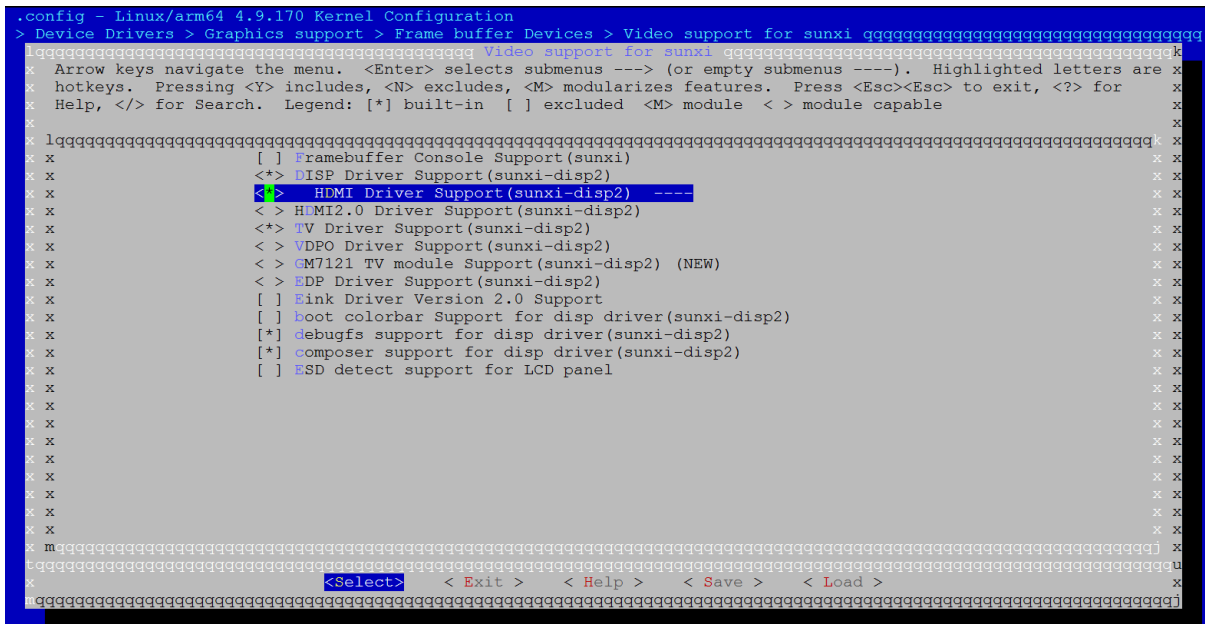 .config - Linux/arm64 4.9.170 Kernel Configuration
> Device Drivers > Graphics support > Frame buffer Devices > Video support for sunxi qqqqqqqqqqqqqqqqqqqqqqqqqqqqqqq
lqqqqqqqqqqqqqqqqqqqqqqqqqqqqqqqqqqqqqqqqqqqq Video support for sunxi qqqqqqqqqqqqqqqqqqqqqqqqqqqqqqqqqqqqqqqqqqqqk
x Arrow keys navigate the menu. <Enter> selects submenus ---> (or empty submenus ----). Highlighted letters are x
x hotkeys. Pressing <Y> includes, <N> excludes, <M> modularizes features. Press <Esc><Esc> to exit, <?> for x
x Help, </> for Search. Legend: [*] built-in [ ] excluded <M> module < > module capable x
x x
x lqqqqqqqqqqqqqqqqqqqqqqqqqqqqqqqqqqqqqqqqqqqqqqqqqqqqqqqqqqqqqqqqqqqqqqqqqqqqqqqqqqqqqqqqqqqqqqqqqqqqqqqqqqqqqk x
x x [ ] Framebuffer Console Support(sunxi) x x
x x <*> DISP Driver Support(sunxi-disp2) x x
x x <*> HDMI Driver Support(sunxi-disp2) ---- x x
x x < > HDMI2.0 Driver Support(sunxi-disp2) x x
x x <*> TV Driver Support(sunxi-disp2) x x
x x < > VDPO Driver Support(sunxi-disp2) x x
x x < > GM7121 TV module Support(sunxi-disp2) (NEW) x x
x x < > EDP Driver Support(sunxi-disp2) x x
x x [ ] Eink Driver Version 2.0 Support x x
x x [ ] boot colorbar Support for disp driver(sunxi-disp2) x x
x x [*] debugfs support for disp driver(sunxi-disp2) x x
x x [*] composer support for disp driver(sunxi-disp2) x x
x x [ ] ESD detect support for LCD panel x x
x x x x
x x x x
x x x x
x x x x
x x x x
x x x x
x x x x
x x x x
x x x x
x mqqqqqqqqqqqqqqqqqqqqqqqqqqqqqqqqqqqqqqqqqqqqqqqqqqqqqqqqqqqqqqqqqqqqqqqqqqqqqqqqqqqqqqqqqqqqqqqqqqqqqqqqqqqqqj x
tqqqqqqqqqqqqqqqqqqqqqqqqqqqqqqqqqqqqqqqqqqqqqqqqqqqqqqqqqqqqqqqqqqqqqqqqqqqqqqqqqqqqqqqqqqqqqqqqqqqqqqqqqqqqqqqqqu
x <Select> < Exit > < Help > < Save > < Load > x
mqqqqqqqqqqqqqqqqqqqqqqqqqqqqqqqqqqqqqqqqqqqqqqqqqqqqqqqqqqqqqqqqqqqqqqqqqqqqqqqqqqqqqqqqqqqqqqqqqqqqqqqqqqqqqqqqqj